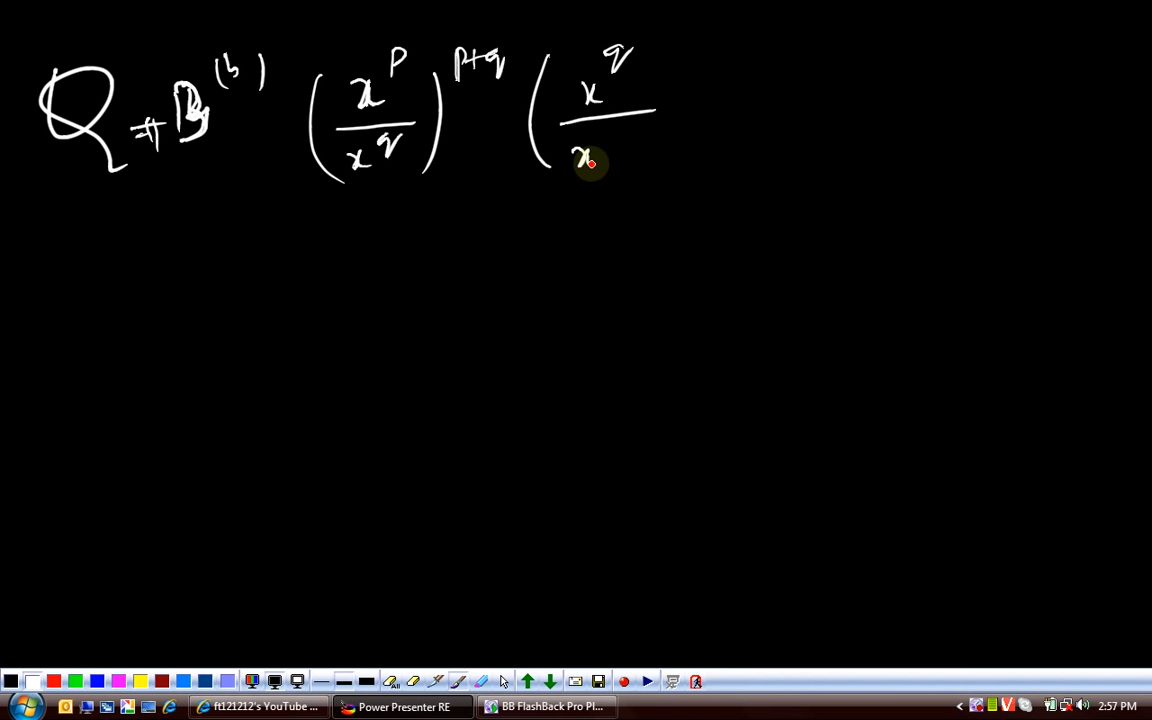 Q (b) (x^p / x^q)^p+q (x^q / x
ft121212's YouTube ... Power Presenter RE BB FlashBack Pro Pl... 2:57 PM